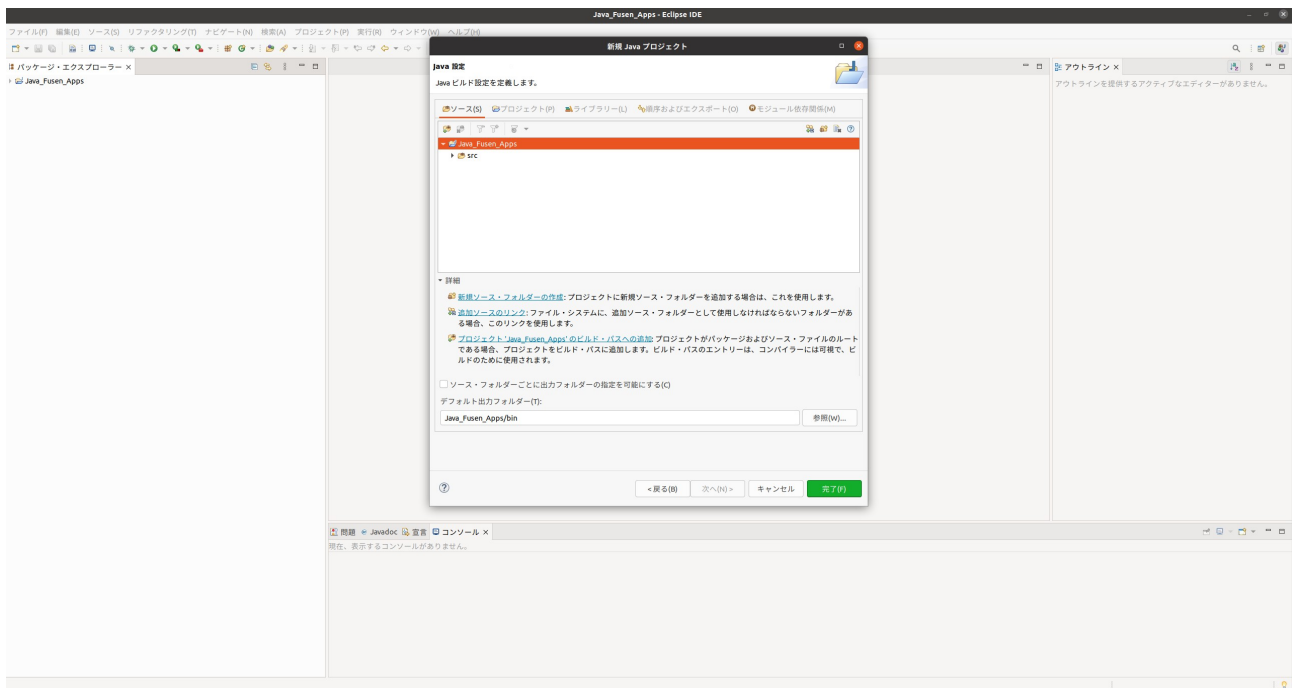 Java_Fusen_Apps - Eclipse IDE
ファイル(F) 編集(E) ソース(S) リファクタリング(T) ナビゲート(N) 検索(A) プロジェクト(P) 実行(R) ウィンドウ(W) ヘルプ(H)
パッケージ・エクスプローラー ×
Java_Fusen_Apps
新規 Java プロジェクト
Java 設定
Java ビルド設定を定義します。
ソース(S) プロジェクト(P) ライブラリー(L) 順序およびエクスポート(O) モジュール依存関係(M)
Java_Fusen_Apps
src
詳細
新規ソース・フォルダーの作成: プロジェクトに新規ソース・フォルダーを追加する場合は、これを使用します。
追加ソースのリンク: ファイル・システムに、追加ソース・フォルダーとして使用しなければならないフォルダーがあ
る場合、このリンクを使用します。
プロジェクト 'Java_Fusen_Apps' のビルド・パスへの追加: プロジェクトがパッケージおよびソース・ファイルのルート
である場合、プロジェクトをビルド・パスに追加します。ビルド・パスのエントリーは、コンパイラーには可視で、ビ
ルドのために使用されます。
ソース・フォルダーごとに出力フォルダーの指定を可能にする(C)
デフォルト出力フォルダー(T):
Java_Fusen_Apps/bin
参照(W)...
< 戻る(B) 次へ(N) > キャンセル 完了(F)
アウトライン ×
アウトラインを提供するアクティブなエディターがありません。
問題 Javadoc 宣言 コンソール ×
現在、表示するコンソールがありません。